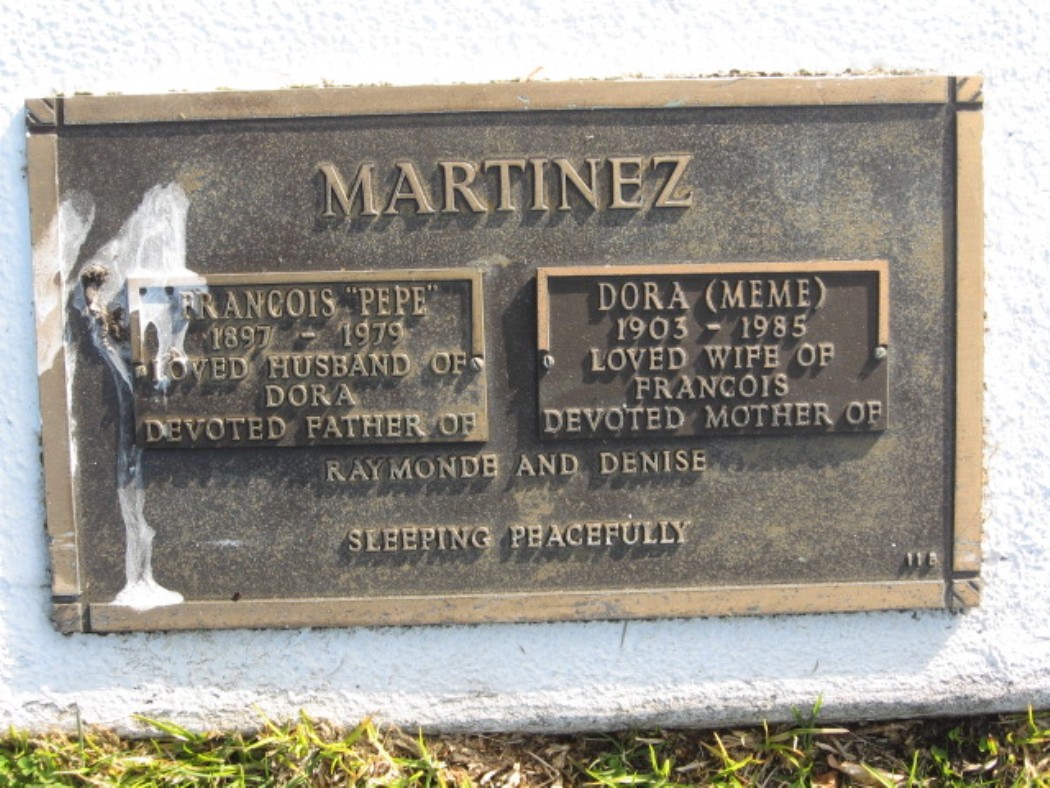 MARTINEZ
FRANCOIS "PEPE"
1897 - 1979
LOVED HUSBAND OF
DORA
DEVOTED FATHER OF
DORA (MEME)
1903 - 1985
LOVED WIFE OF
FRANCOIS
DEVOTED MOTHER OF
RAYMONDE AND DENISE
SLEEPING PEACEFULLY
11B